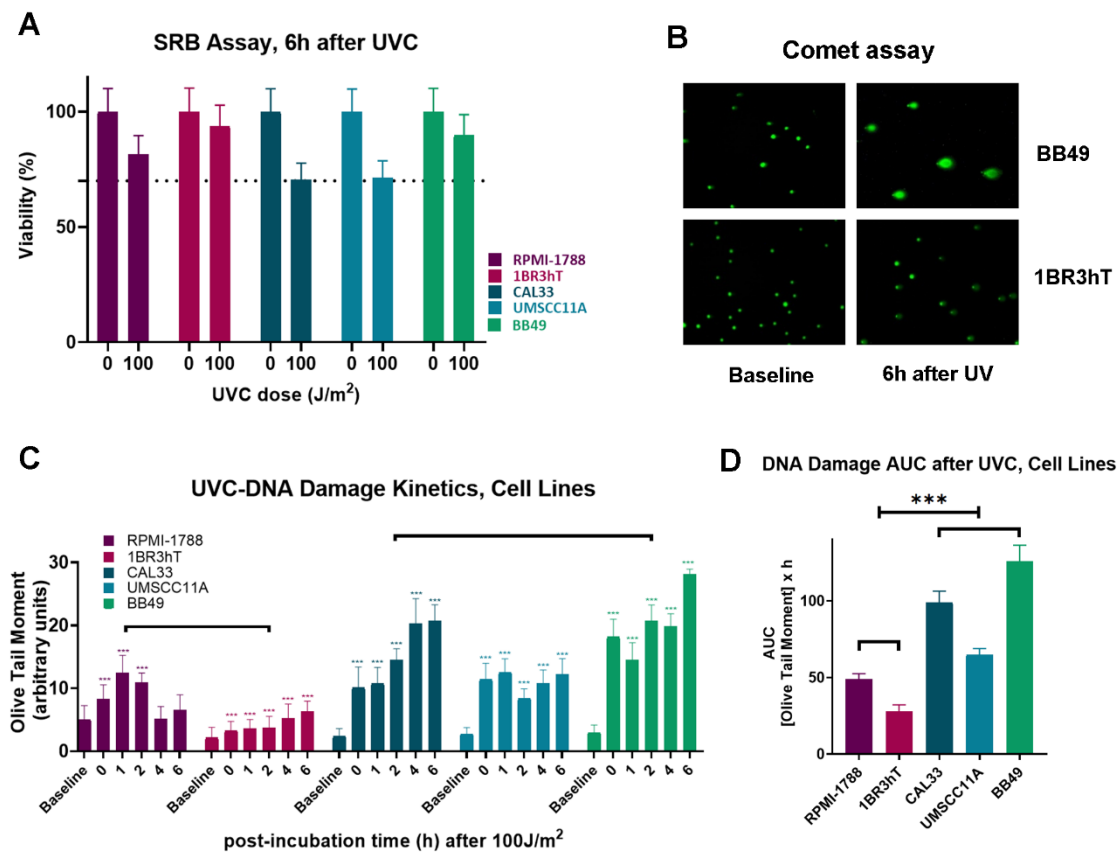 A
SRB Assay, 6h after UVC
Viability (%)
100
50
0
0 100 0 100 0 100 0 100 0 100
UVC dose (J/m²)
RPMI-1788
1BR3hT
CAL33
UMSCC11A
BB49
B
Comet assay
BB49
1BR3hT
Baseline
6h after UV
C
UVC-DNA Damage Kinetics, Cell Lines
RPMI-1788
1BR3hT
CAL33
UMSCC11A
BB49
Olive Tail Moment
(arbitrary units)
30
20
10
0
*** *** ***
*** *** *** *** ***
*** *** *** *** ***
*** *** *** *** ***
*** *** *** *** ***
Baseline 0 1 2 4 6 Baseline 0 1 2 4 6 Baseline 0 1 2 4 6 Baseline 0 1 2 4 6 Baseline 0 1 2 4 6
post-incubation time (h) after 100J/m²
D
DNA Damage AUC after UVC, Cell Lines
***
AUC
[Olive Tail Moment] x h
100
50
0
RPMI-1788
1BR3hT
CAL33
UMSCC11A
BB49